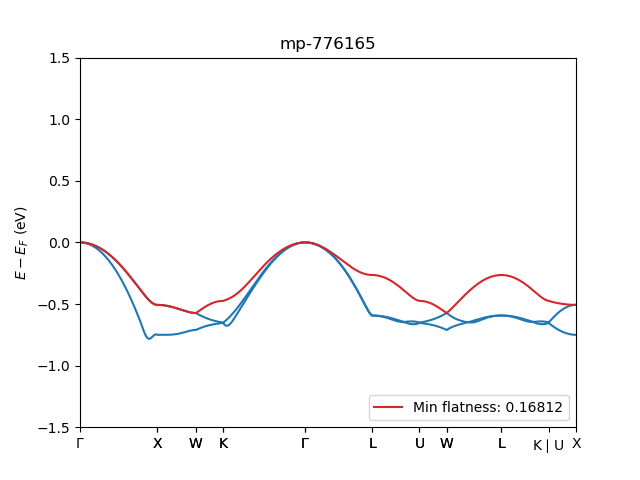 mp-776165
E − E_F (eV)
1.5
1.0
0.5
0.0
−0.5
−1.0
−1.5
Min flatness: 0.16812
Γ X W K Γ L U W L K | U X